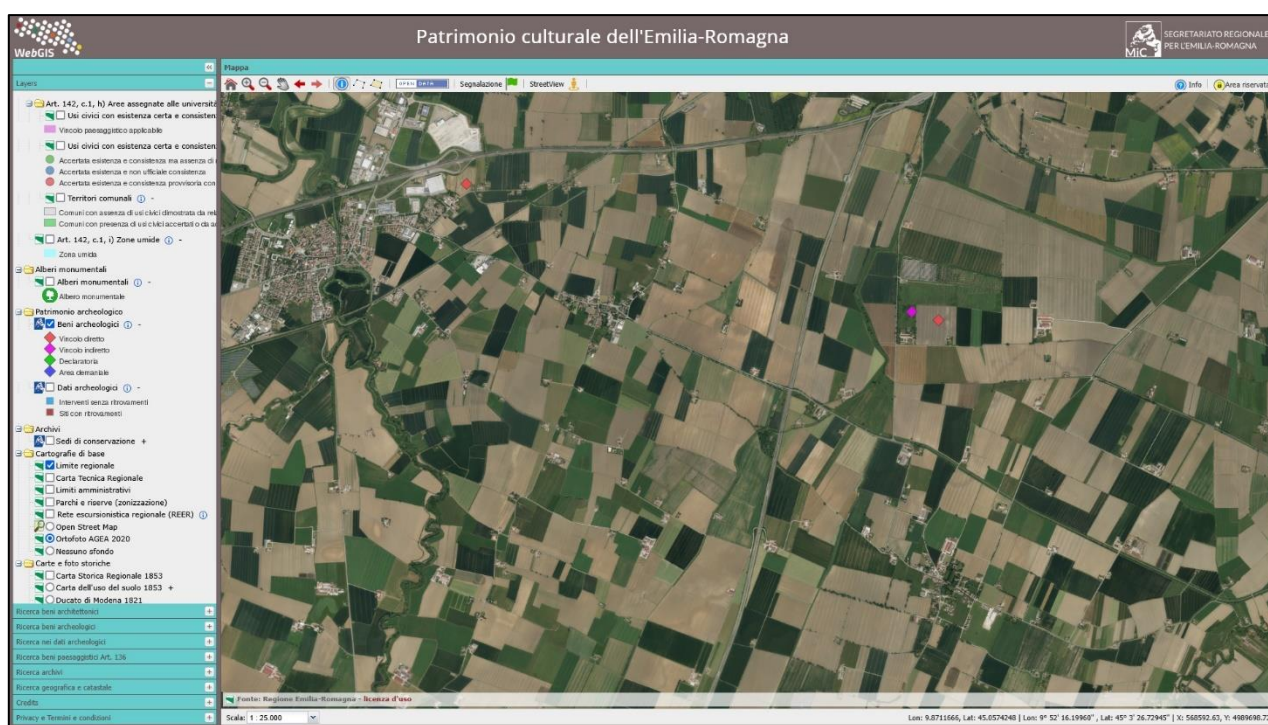 WebGIS
Patrimonio culturale dell'Emilia-Romagna
MiC
SEGRETARIATO REGIONALE
PER L'EMILIA-ROMAGNA
Layers
Art. 142, c.1, h) Aree assegnate alle università
Usi civici con esistenza certa e consisten
Vincolo paesaggistico applicabile
Usi civici con esistenza certa e consisten
Accertata esistenza e consistenza ma assenza di
Accertata esistenza e non ufficiale consistenza
Accertata esistenza e consistenza provvisoria con
Territori comunali -
Comuni con assenza di usi civici dimostrata da rel
Comuni con presenza di usi civici accertati o da ac
Art. 142, c.1, i) Zone umide -
Zona umida
Alberi monumentali
Alberi monumentali -
Albero monumentale
Patrimonio archeologico
Beni archeologici -
Vincolo diretto
Vincolo indiretto
Declaratoria
Area demaniale
Dati archeologici -
Interventi senza ritrovamenti
Siti con ritrovamenti
Archivi
Sedi di conservazione +
Cartografie di base
Limite regionale
Carta Tecnica Regionale
Limiti amministrativi
Parchi e riserve (zonizzazione)
Rete escursionistica regionale (REER)
Open Street Map
Ortofoto AGEA 2020
Nessuno sfondo
Carte e foto storiche
Carta Storica Regionale 1853
Carta dell'uso del suolo 1853 +
Ducato di Modena 1821
Ricerca beni architettonici
Ricerca beni archeologici
Ricerca nei dati archeologici
Ricerca beni paesaggistici Art. 136
Ricerca archivi
Ricerca geografica e catastale
Credits
Privacy e Termini e condizioni
Mappa
OPEN DATA Segnalazione StreetView Info Area riservata
Fonte: Regione Emilia-Romagna - licenza d'uso
Scala: 1 : 25.000
Lon: 9.8711666, Lat: 45.0574248 | Lon: 9° 52' 16.19960", Lat: 45° 3' 26.72945" | X: 568592.63, Y: 4989698.7